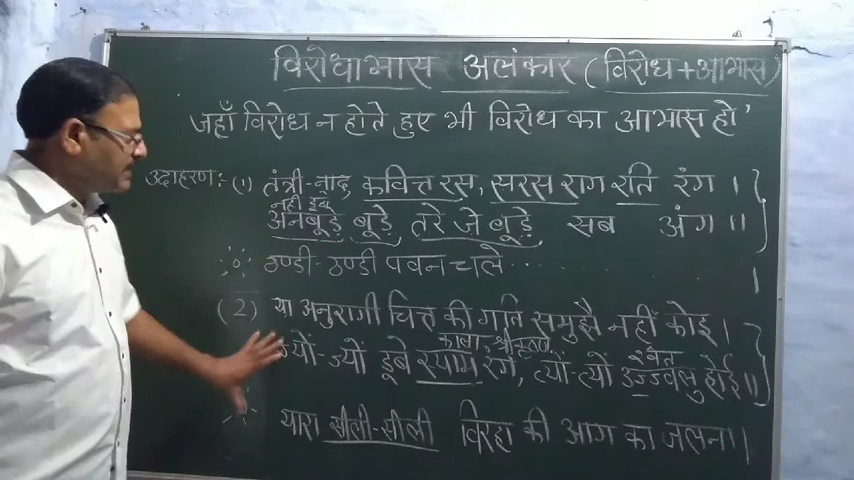 विरोधाभास अलंकार (विरोध+आभास)
जहाँ विरोध न होते हुए भी विरोध का आभास हो'
उदाहरण:- (1) तंत्री-नाद, कवित्त रस, सरस राग रति रंग ।
नहीं डूबे
अनबूड़े बूड़े, तरे जे बूड़े सब अंग ॥
ठण्डी-ठण्डी पवन चले.......... ।
(2) या अनुरागी चित्त की गति समुझै नहीं कोइ ।
काला, श्रीकृष्ण श्वेत
ज्यों-ज्यों डूबे स्याम रंग, त्यों-त्यों उज्ज्वलु होई ॥
यारा सीली-सीली विरहा की आग का जलना ।